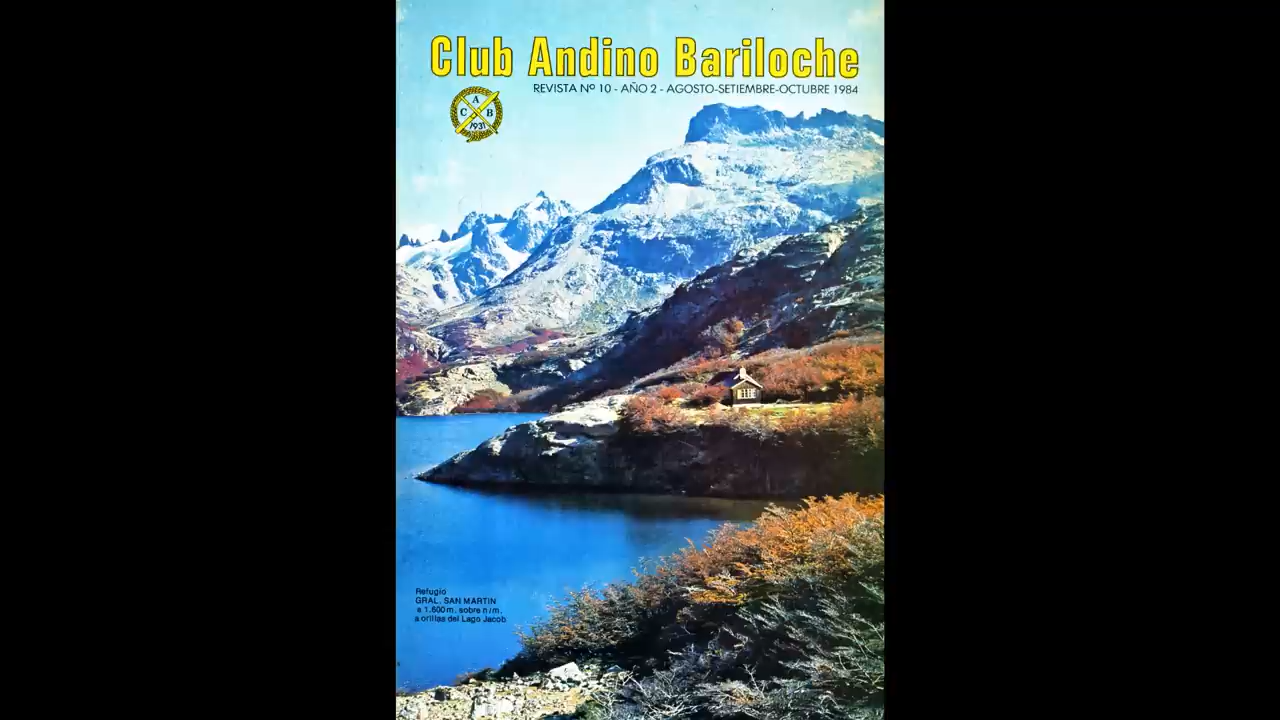 Club Andino Bariloche
REVISTA Nº 10 - AÑO 2 - AGOSTO-SETIEMBRE-OCTUBRE 1984
A
C B
1931
Refugio
GRAL. SAN MARTIN
a 1.600 m. sobre n/m.
a orillas del Lago Jacob